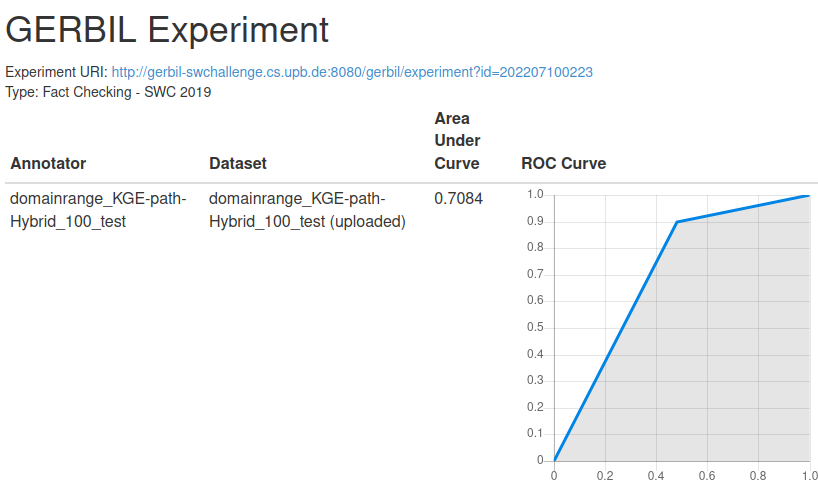 GERBIL Experiment
Experiment URI: http://gerbil-swchallenge.cs.upb.de:8080/gerbil/experiment?id=202207100223
Type: Fact Checking - SWC 2019
Annotator Dataset Area Under Curve ROC Curve
domainrange_KGE-path- domainrange_KGE-path- 0.7084
Hybrid_100_test Hybrid_100_test (uploaded)
1.0
0.9
0.8
0.7
0.6
0.5
0.4
0.3
0.2
0.1
0
0 0.2 0.4 0.6 0.8 1.0